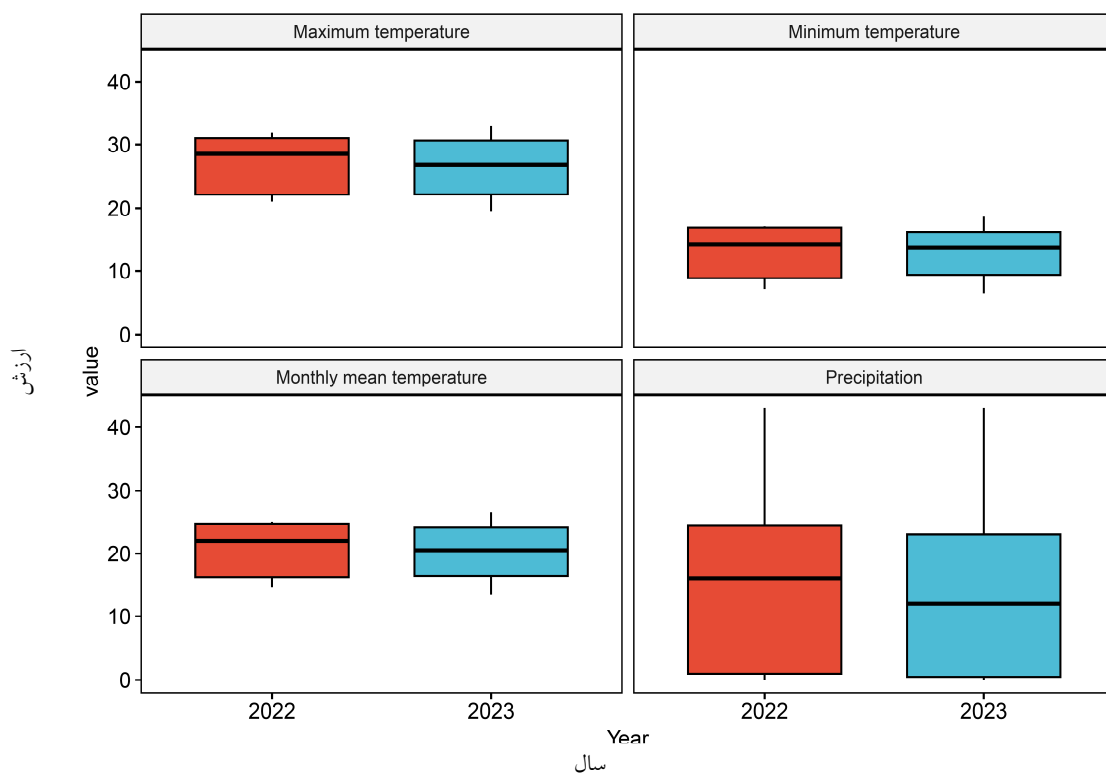 Maximum temperature
Minimum temperature
40
30
20
10
0
ارزش
value
Monthly mean temperature
Precipitation
40
30
20
10
0
2022
2023
2022
2023
Year
سال